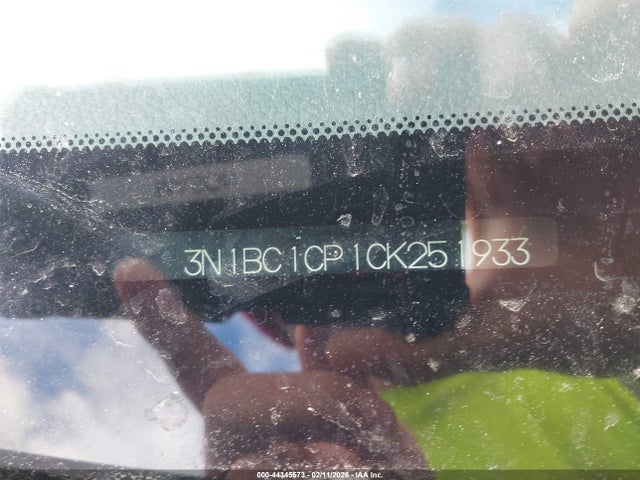 3N1BC1CP1CK251933
000-44345573 - 02/11/2026 - IAA Inc.